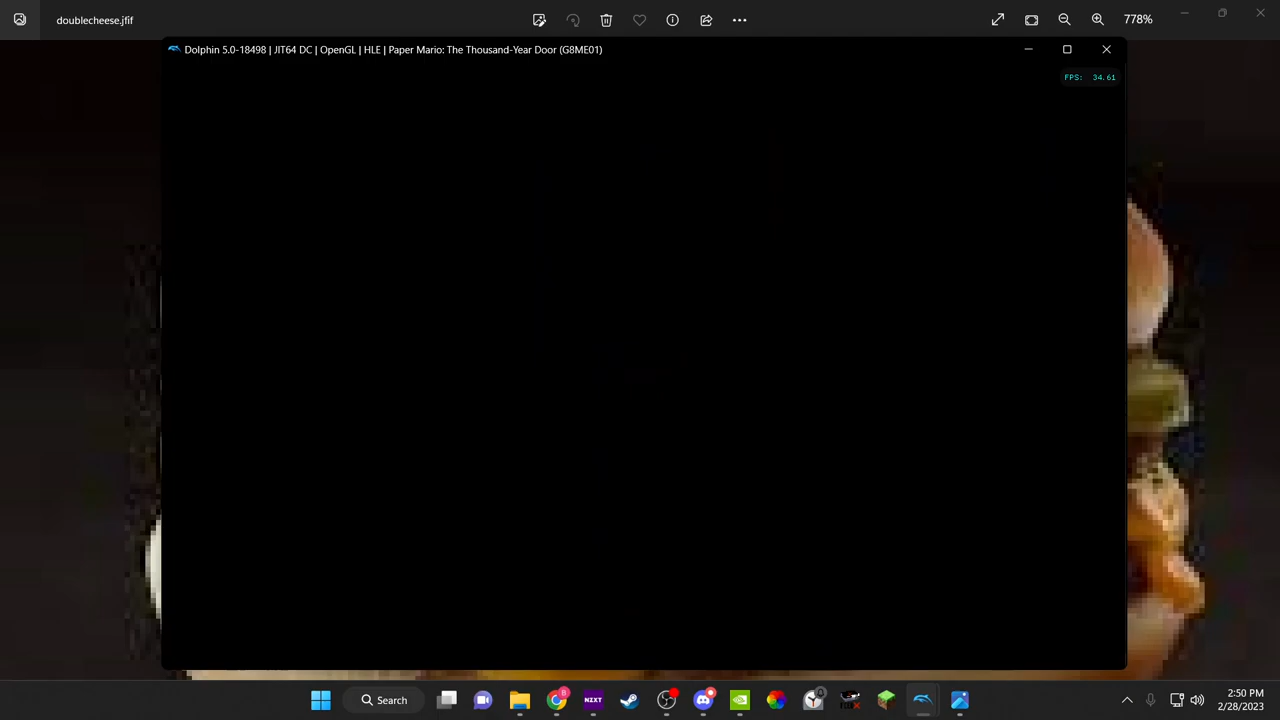 doublecheese.jfif
778%
Dolphin 5.0-18498 | JIT64 DC | OpenGL | HLE | Paper Mario: The Thousand-Year Door (G8ME01)
FPS: 34.61
Search
B
NZXT
2:50 PM
2/28/2023